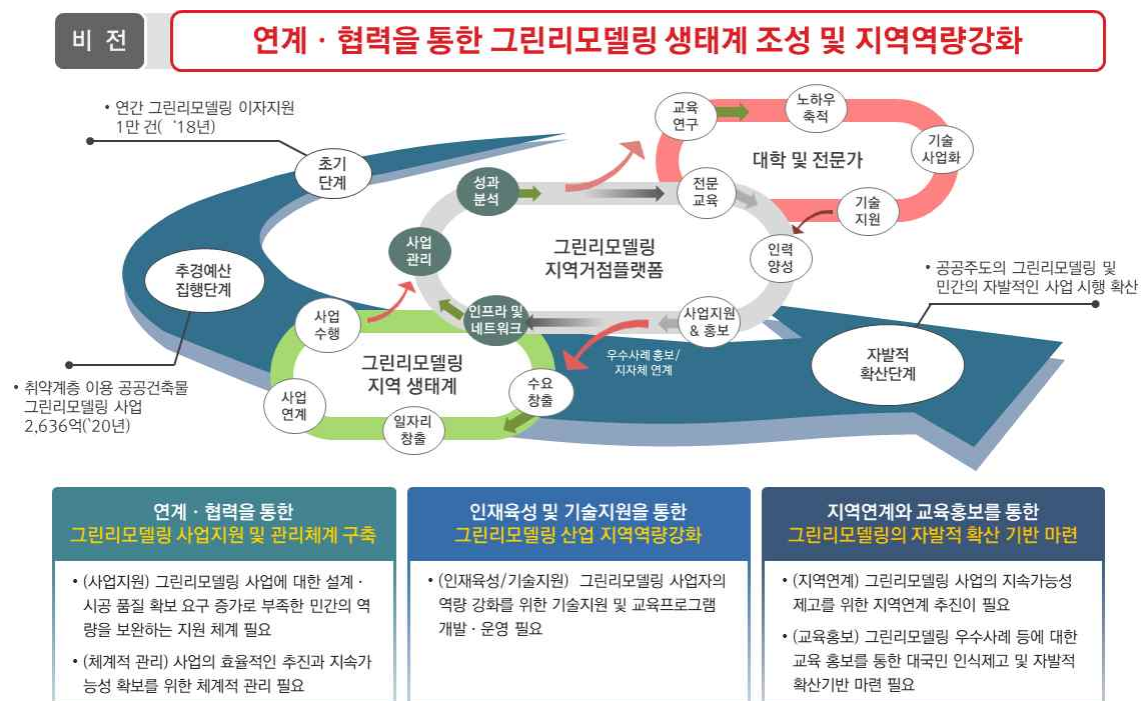 비 전
연계 · 협력을 통한 그린리모델링 생태계 조성 및 지역역량강화
• 연간 그린리모델링 이자지원
1만 건( ‘18년)
초기
단계
추경예산
집행단계
• 취약계층 이용 공공건축물
그린리모델링 사업
2,636억(‘20년)
교육
연구
노하우
축적
기술
사업화
대학 및 전문가
기술
지원
성과
분석
전문
교육
사업
관리
그린리모델링
지역거점플랫폼
인력
양성
인프라 및
네트워크
사업지원
& 홍보
우수사례 홍보/
지자체 연계
사업
수행
그린리모델링
지역 생태계
사업
연계
일자리
창출
수요
창출
• 공공주도의 그린리모델링 및
민간의 자발적인 사업 시행 확산
자발적
확산단계
연계 · 협력을 통한
그린리모델링 사업지원 및 관리체계 구축
• (사업지원) 그린리모델링 사업에 대한 설계 ·
시공 품질 확보 요구 증가로 부족한 민간의 역
량을 보완하는 지원 체계 필요
• (체계적 관리) 사업의 효율적인 추진과 지속가
능성 확보를 위한 체계적 관리 필요
인재육성 및 기술지원을 통한
그린리모델링 산업 지역역량강화
• (인재육성/기술지원) 그린리모델링 사업자의
역량 강화를 위한 기술지원 및 교육프로그램
개발 · 운영 필요
지역연계와 교육홍보를 통한
그린리모델링의 자발적 확산 기반 마련
• (지역연계) 그린리모델링 사업의 지속가능성
제고를 위한 지역연계 추진이 필요
• (교육홍보) 그린리모델링 우수사례 등에 대한
교육 홍보를 통한 대국민 인식제고 및 자발적
확산기반 마련 필요